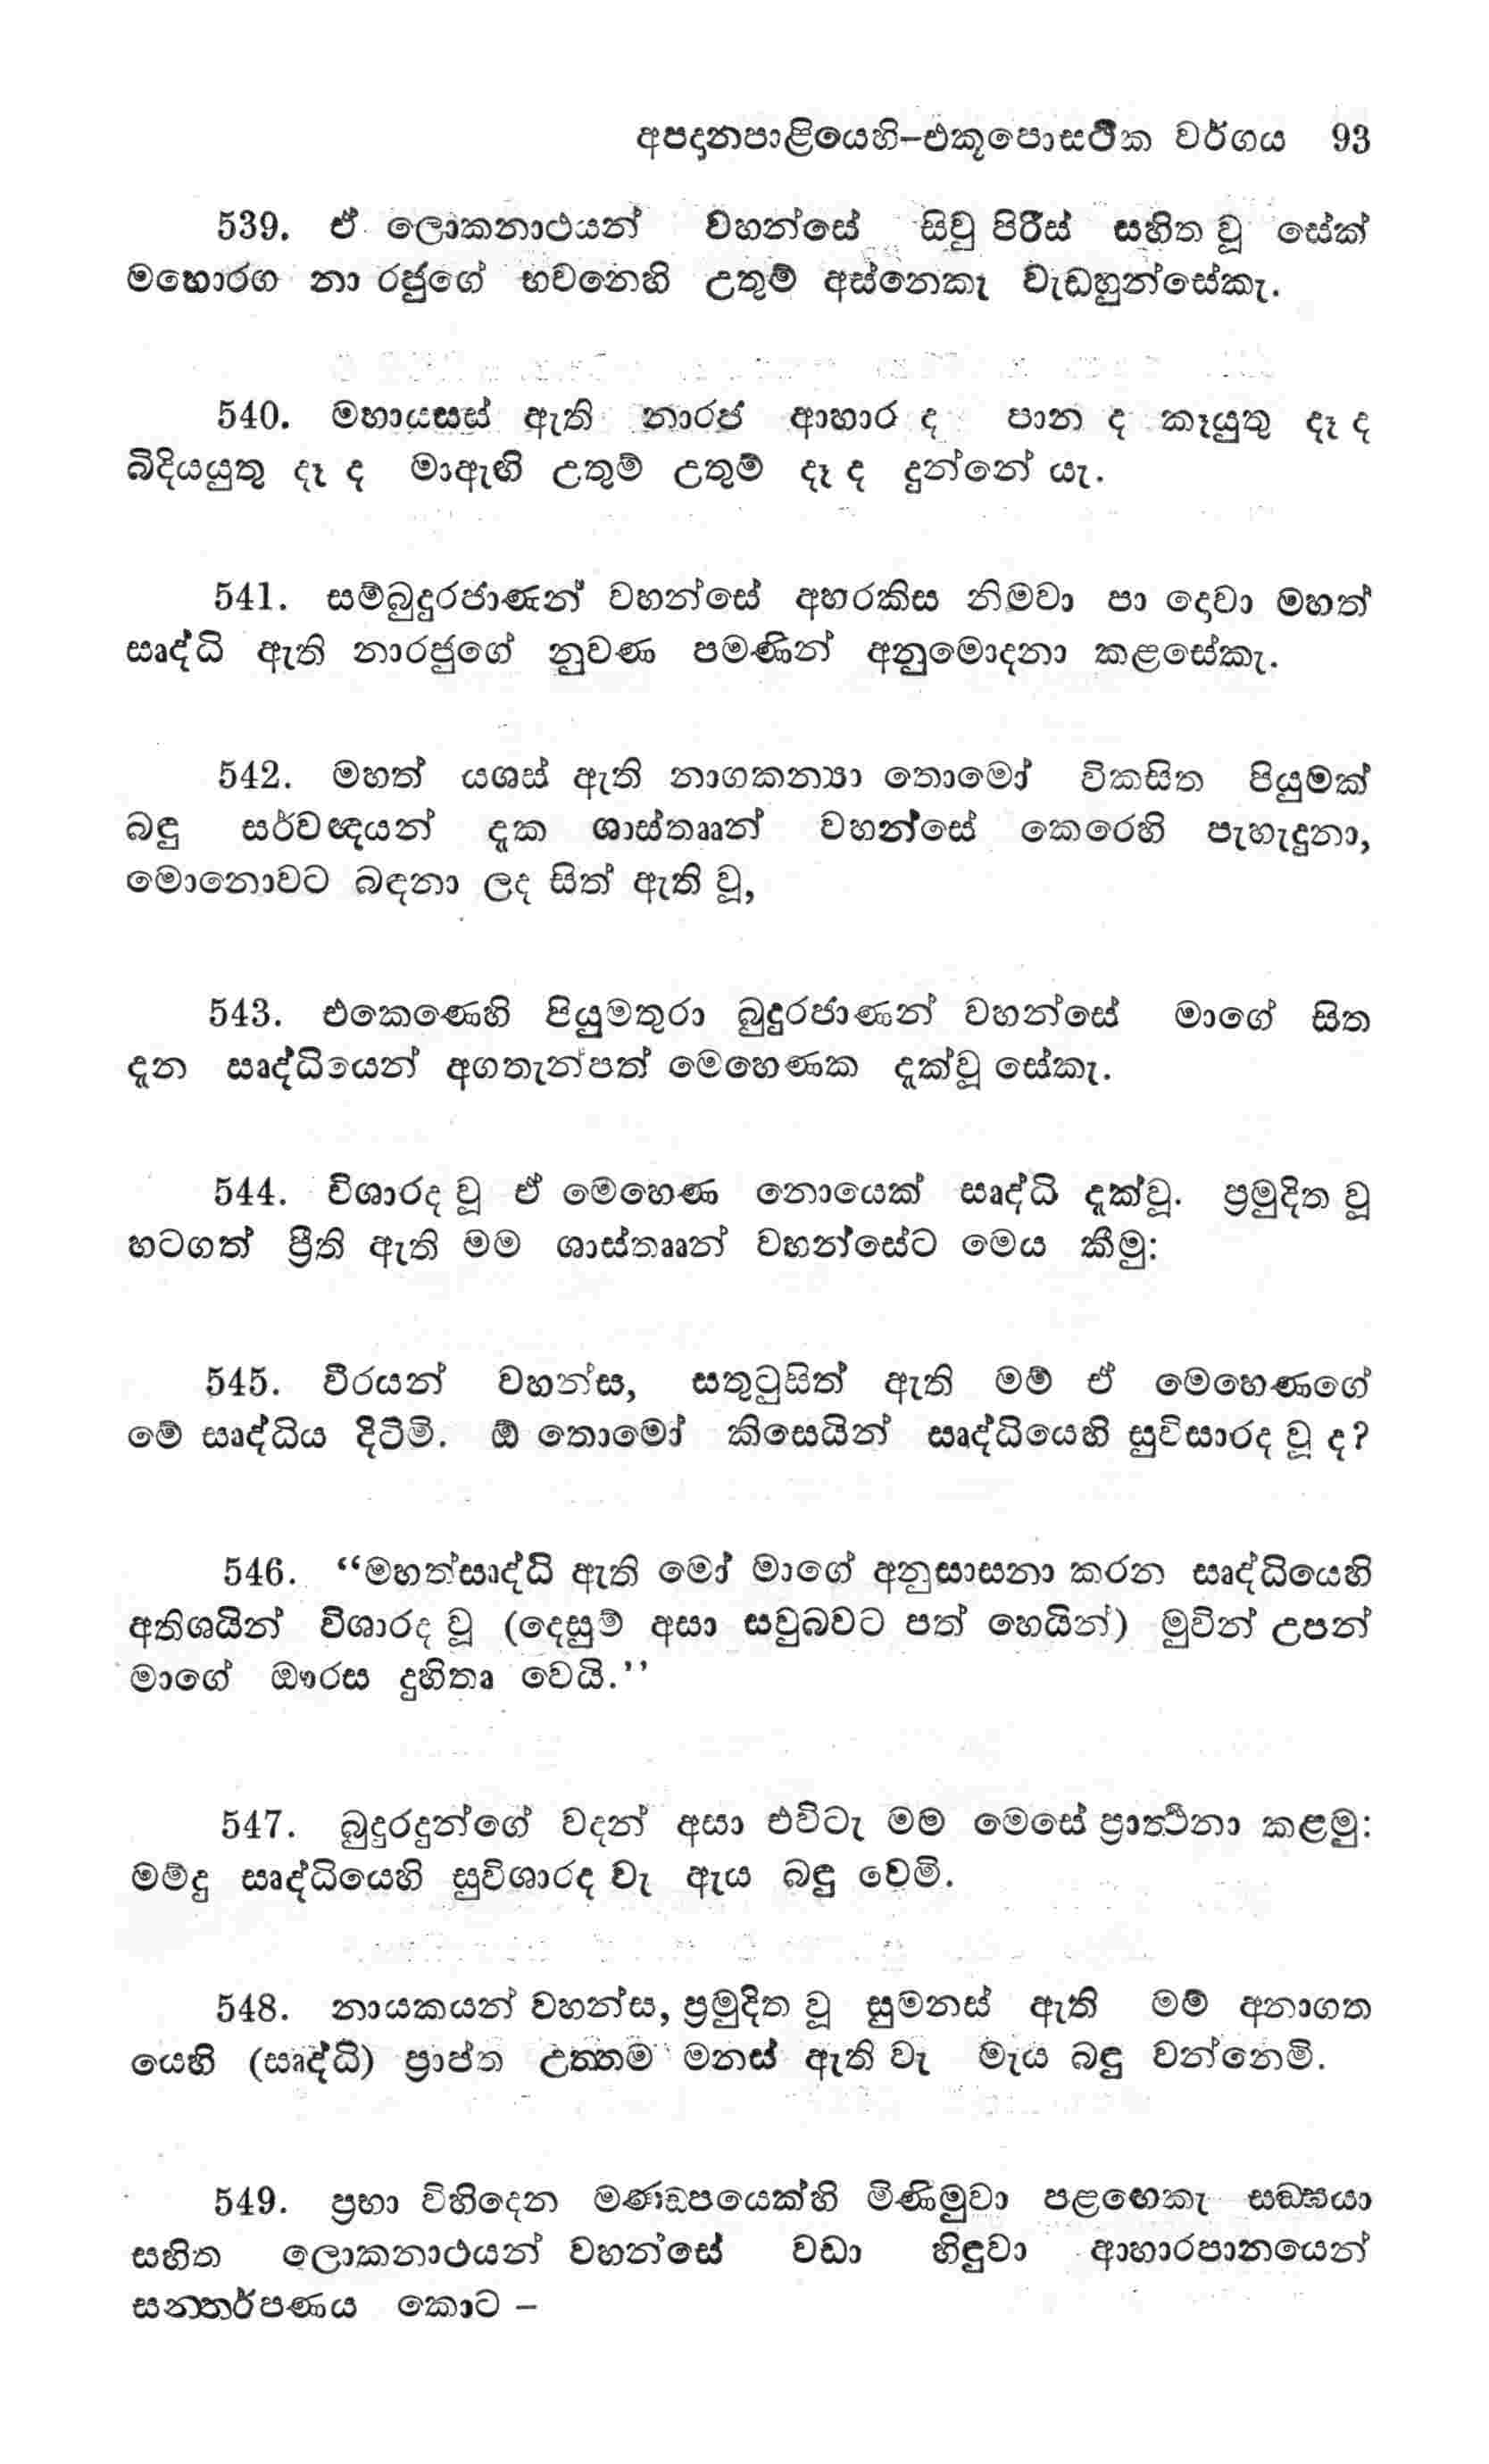 අපදානපාළියෙහි–එකූපොසථික වර්ගය 93
539. ඒ ලොකනාථයන් වහන්සේ සිවු පිරිස් සහිත වූ සේක්
මහොරග නා රජුගේ භවනෙහි උතුම් අස්නෙකැ වැඩහුන්සේකැ.
540. මහායසස් ඇති නාරජ ආහාර ද පාන ද කෑයුතු දෑ ද
බිදියයුතු දෑ ද මාඇඟි උතුම් උතුම් දෑ ද දුන්නේ යැ.
541. සම්බුදුරජාණන් වහන්සේ අහරකිස නිමවා පා දොවා මහත්
සෘද්ධි ඇති නාරජුගේ නුවණ පමණින් අනුමොදනා කළසේකැ.
542. මහත් යශස් ඇති නාගකන්‍යා තොමෝ විකසිත පියුමක්
බඳු සර්වඥයන් දැක ශාස්තෲන් වහන්සේ කෙරෙහි පැහැදුනා,
මොනොවට බඳනා ලද සිත් ඇති වූ,
543. එකෙණෙහි පියුමතුරා බුදුරජාණන් වහන්සේ මාගේ සිත
දැන සෘද්ධියෙන් අගතැන්පත් මෙහෙණක දැක්වූ සේකැ.
544. විශාරද වූ ඒ මෙහෙණ නොයෙක් සෘද්ධි දැක්වූ. ප්‍රමුදිත වූ
හටගත් ප්‍රීති ඇති මම ශාස්තෲන් වහන්සේට මෙය කීමු:
545. වීරයන් වහන්ස, සතුටුසිත් ඇති මම් ඒ මෙහෙණගේ
මේ සෘද්ධිය දිටිමි. ඕ තොමෝ කිසෙයින් සෘද්ධියෙහි සුවිසාරද වූ ද?
546. “මහත්සෘද්ධි ඇති මෝ මාගේ අනුසාසනා කරන සෘද්ධියෙහි
අතිශයින් විශාරද වූ (දෙසුම් අසා සවුබවට පත් හෙයින්) මුවින් උපන්
මාගේ ඖරස දුහිතෘ වෙයි.’’
547. බුදුරදුන්ගේ වදන් අසා එවිටැ මම මෙසේ ප්‍රාර්‍ත්‍ථනා කළමු:
මම්දු සෘද්ධියෙහි සුවිශාරද වැ ඇය බඳු වෙමි.
548. නායකයන් වහන්ස, ප්‍රමුදිත වූ සුමනස් ඇති මම් අනාගත
යෙහි (සෘද්ධි) ප්‍රාප්ත උත්‍තම මනස් ඇති වැ මැය බඳු වන්නෙමි.
549. ප්‍රභා විහිදෙන මණ්‍ඩපයෙක්හි මිණිමුවා පළඟෙකැ සඞ්ඝයා
සහිත ලොකනාථයන් වහන්සේ වඩා හිඳුවා ආහාරපානයෙන්
සන්තර්පණය කොට –